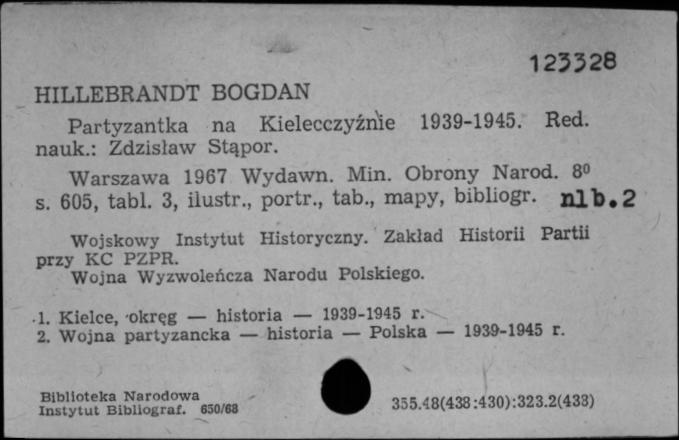 123328
HILLEBRANDT BOGDAN
Partyzantka na Kielecczyźnie 1939-1945. Red.
nauk.: Zdzisław Stąpor.
Warszawa 1967 Wydawn. Min. Obrony Narod. 8º
s. 605, tabl. 3, ilustr., portr., tab., mapy, bibliogr. nlb.2
Wojskowy Instytut Historyczny. Zakład Historii Partii
przy KC PZPR.
Wojna Wyzwoleńcza Narodu Polskiego.
1. Kielce, okręg — historia — 1939-1945 r.
2. Wojna partyzancka — historia — Polska — 1939-1945 r.
Biblioteka Narodowa
Instytut Bibliograf. 650/68
355.48(438:430):323.2(438)